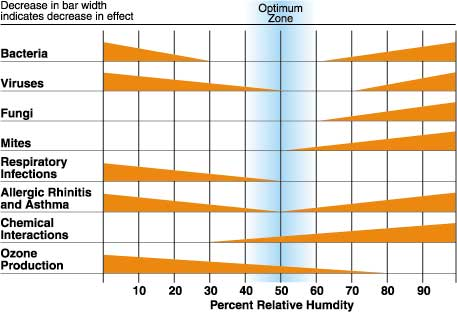 Decrease in bar width
indicates decrease in effect
Optimum
Zone
Bacteria
Viruses
Fungi
Mites
Respiratory
Infections
Allergic Rhinitis
and Asthma
Chemical
Interactions
Ozone
Production
10 20 30 40 50 60 70 80 90
Percent Relative Humdity